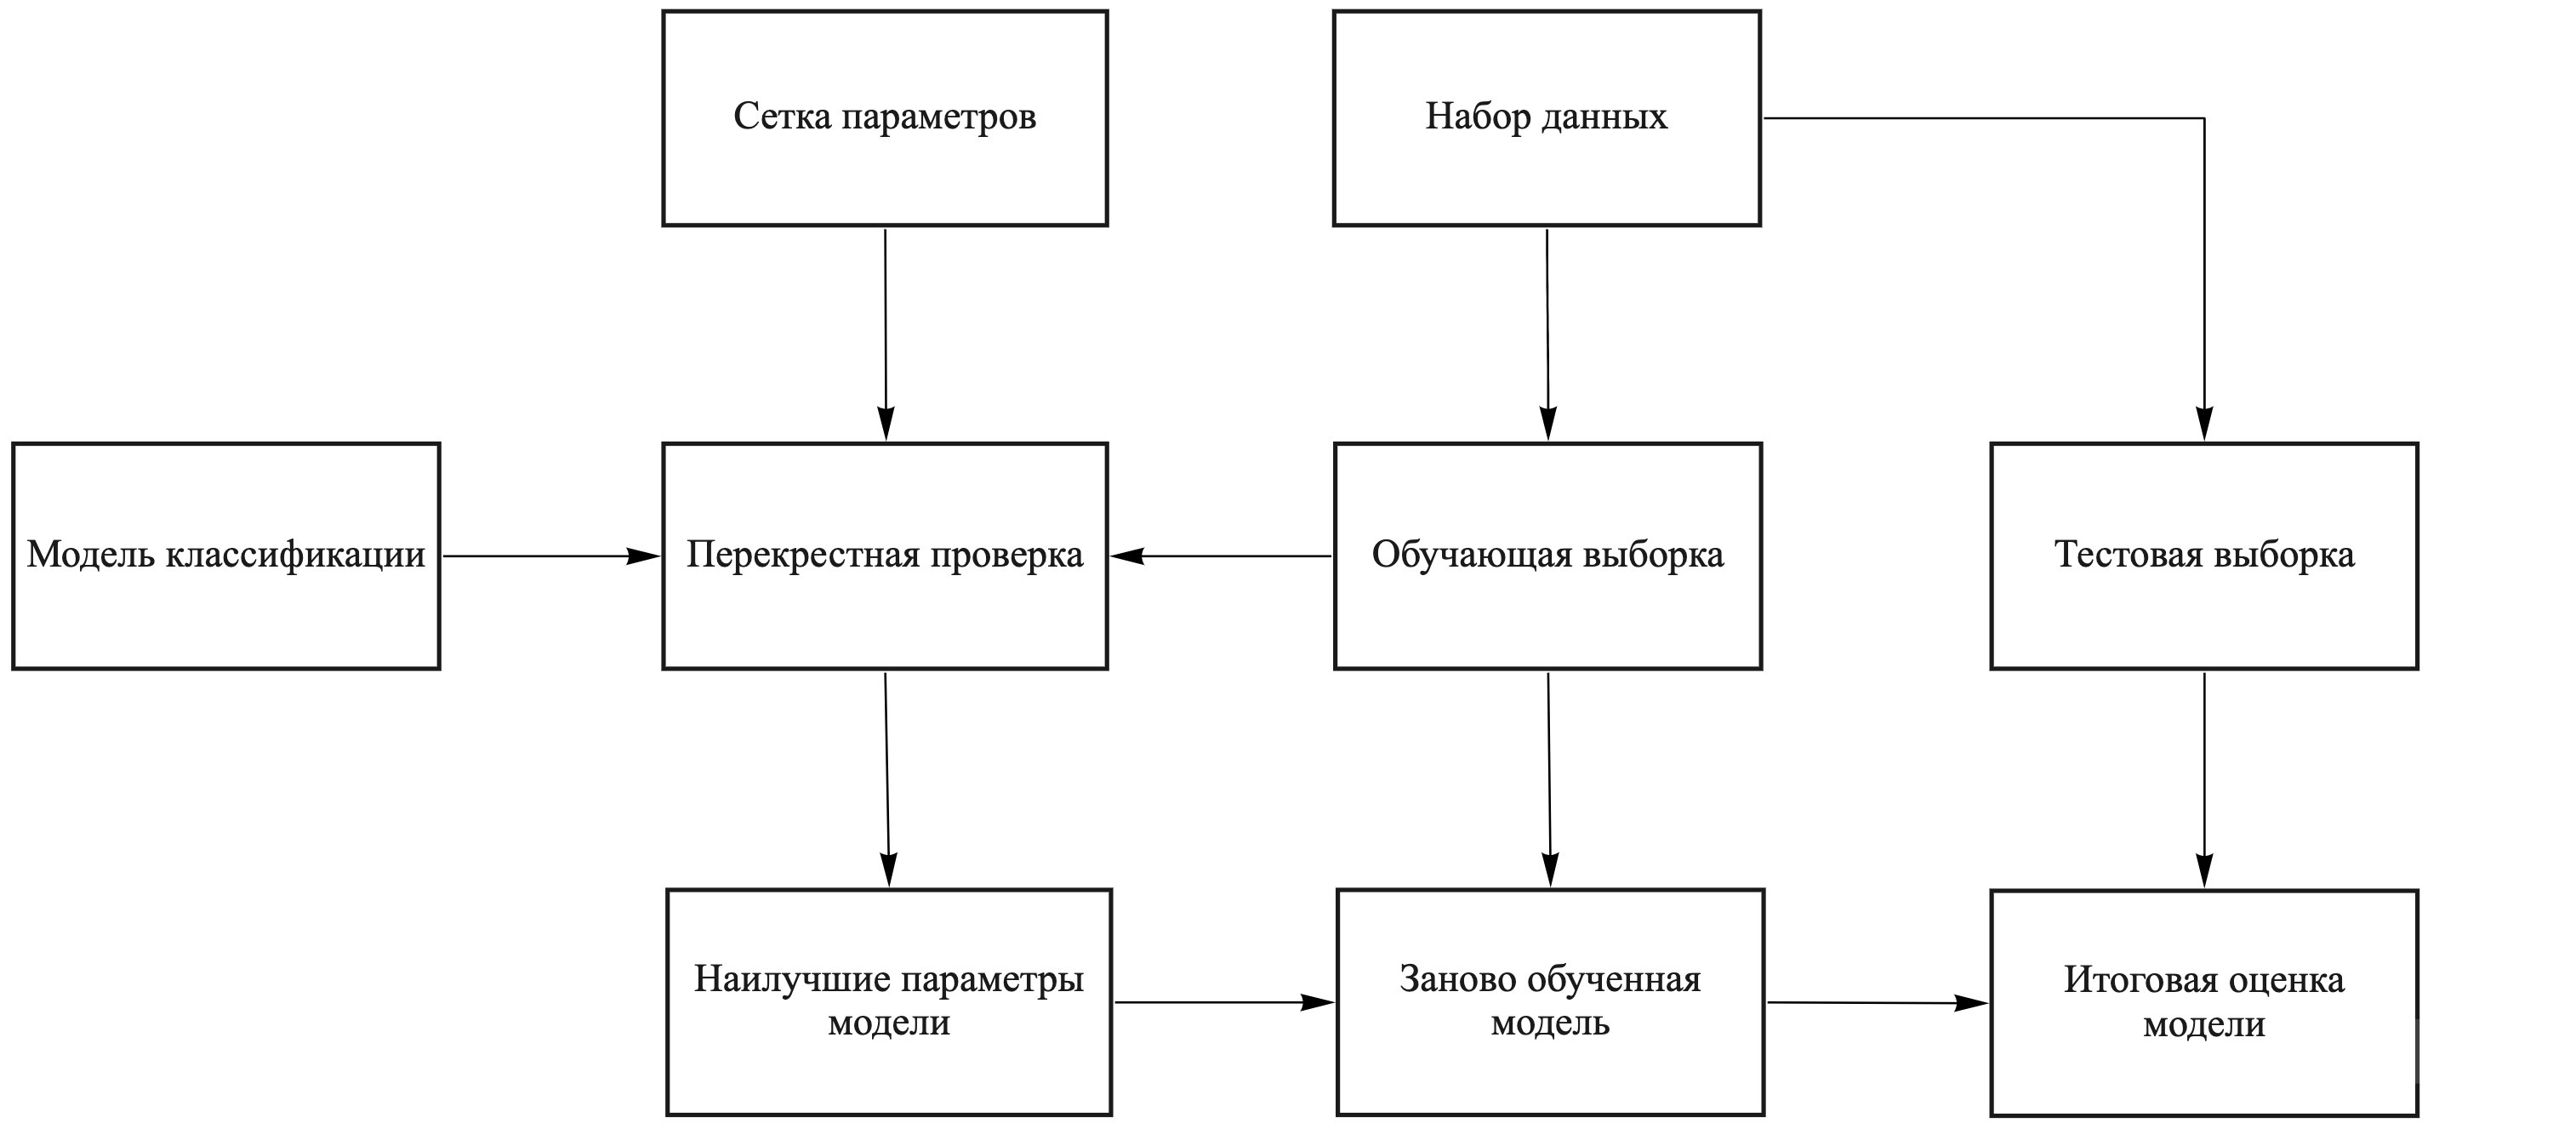 Сетка параметров
Набор данных
Модель классификации
Перекрестная проверка
Обучающая выборка
Тестовая выборка
Наилучшие параметры
модели
Заново обученная
модель
Итоговая оценка
модели